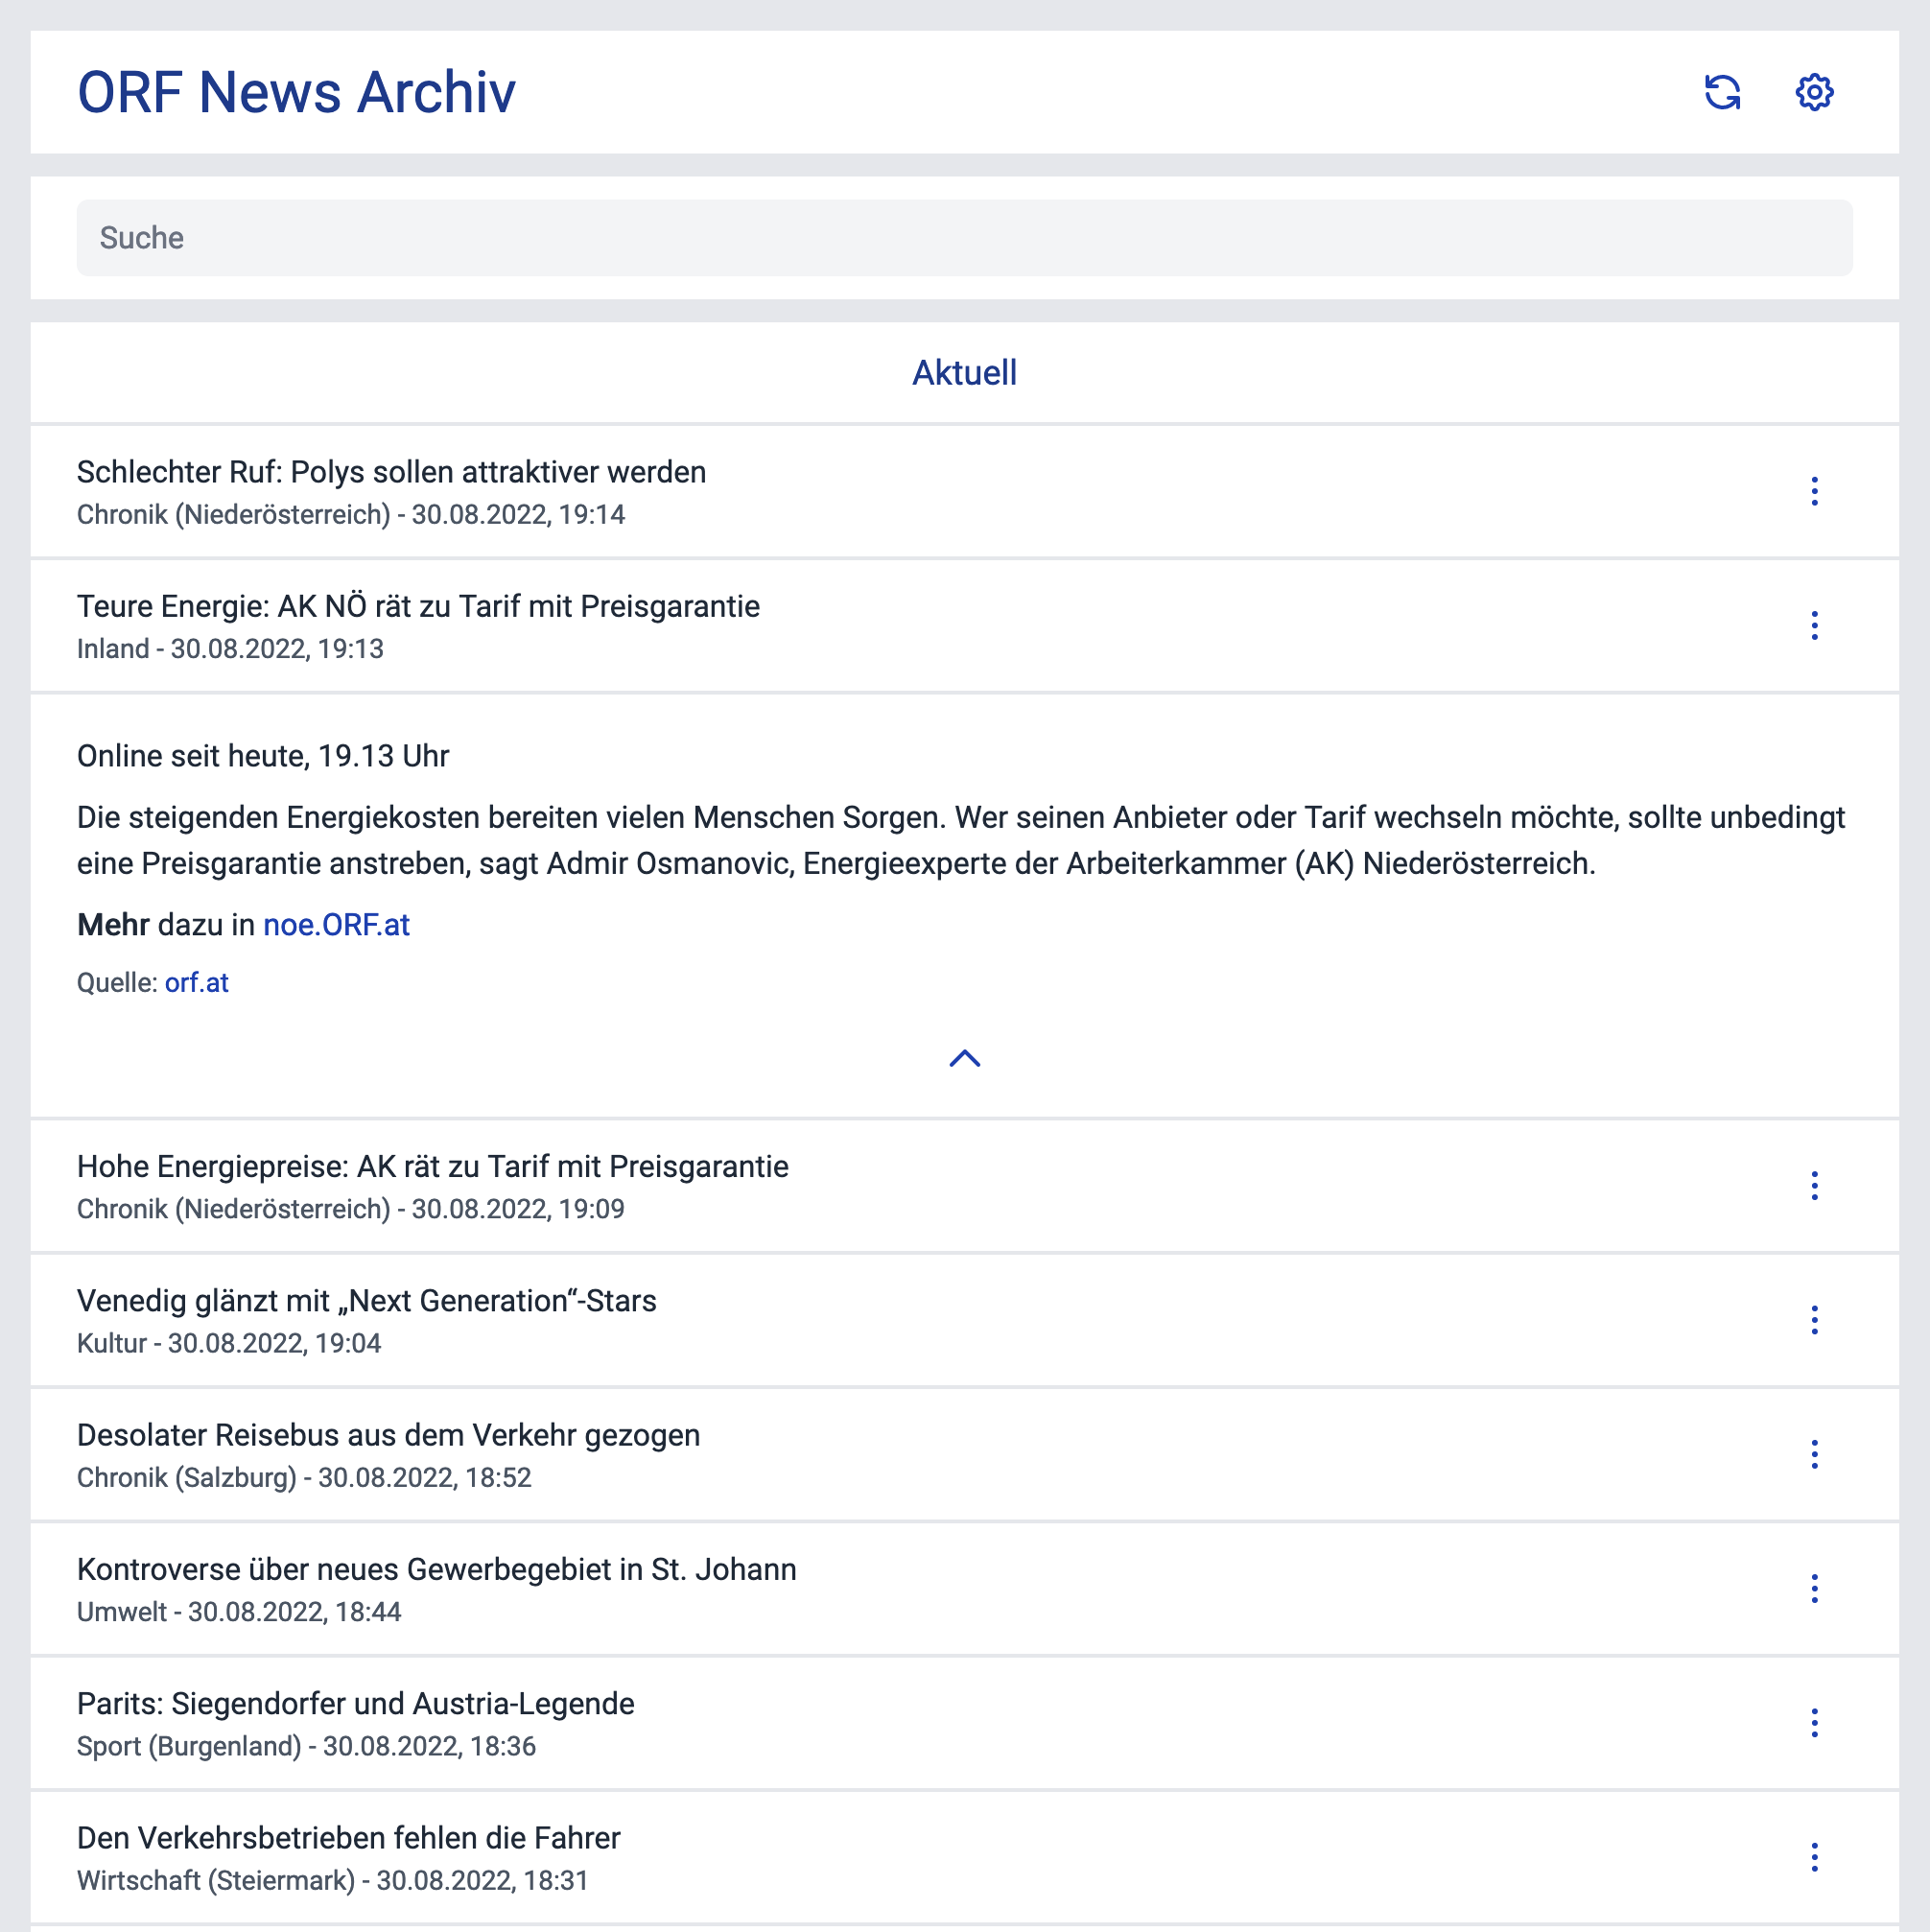 ORF News Archiv
Suche
Aktuell
Schlechter Ruf: Polys sollen attraktiver werden
Chronik (Niederösterreich) - 30.08.2022, 19:14
Teure Energie: AK NÖ rät zu Tarif mit Preisgarantie
Inland - 30.08.2022, 19:13
Online seit heute, 19.13 Uhr
Die steigenden Energiekosten bereiten vielen Menschen Sorgen. Wer seinen Anbieter oder Tarif wechseln möchte, sollte unbedingt
eine Preisgarantie anstreben, sagt Admir Osmanovic, Energieexperte der Arbeiterkammer (AK) Niederösterreich.
Mehr dazu in noe.ORF.at
Quelle: orf.at
Hohe Energiepreise: AK rät zu Tarif mit Preisgarantie
Chronik (Niederösterreich) - 30.08.2022, 19:09
Venedig glänzt mit „Next Generation“-Stars
Kultur - 30.08.2022, 19:04
Desolater Reisebus aus dem Verkehr gezogen
Chronik (Salzburg) - 30.08.2022, 18:52
Kontroverse über neues Gewerbegebiet in St. Johann
Umwelt - 30.08.2022, 18:44
Parits: Siegendorfer und Austria-Legende
Sport (Burgenland) - 30.08.2022, 18:36
Den Verkehrsbetrieben fehlen die Fahrer
Wirtschaft (Steiermark) - 30.08.2022, 18:31